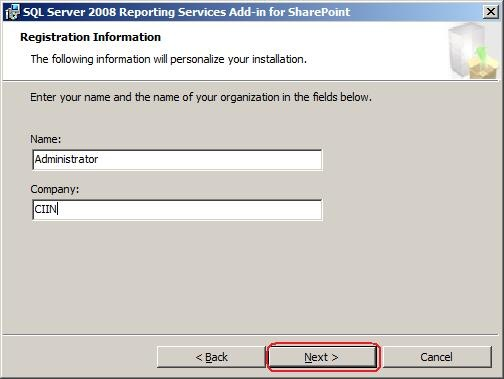 SQL Server 2008 Reporting Services Add-in for SharePoint
Registration Information
The following information will personalize your installation.
Enter your name and the name of your organization in the fields below.
Name:
Administrator
Company:
CIIN
< Back
Next >
Cancel